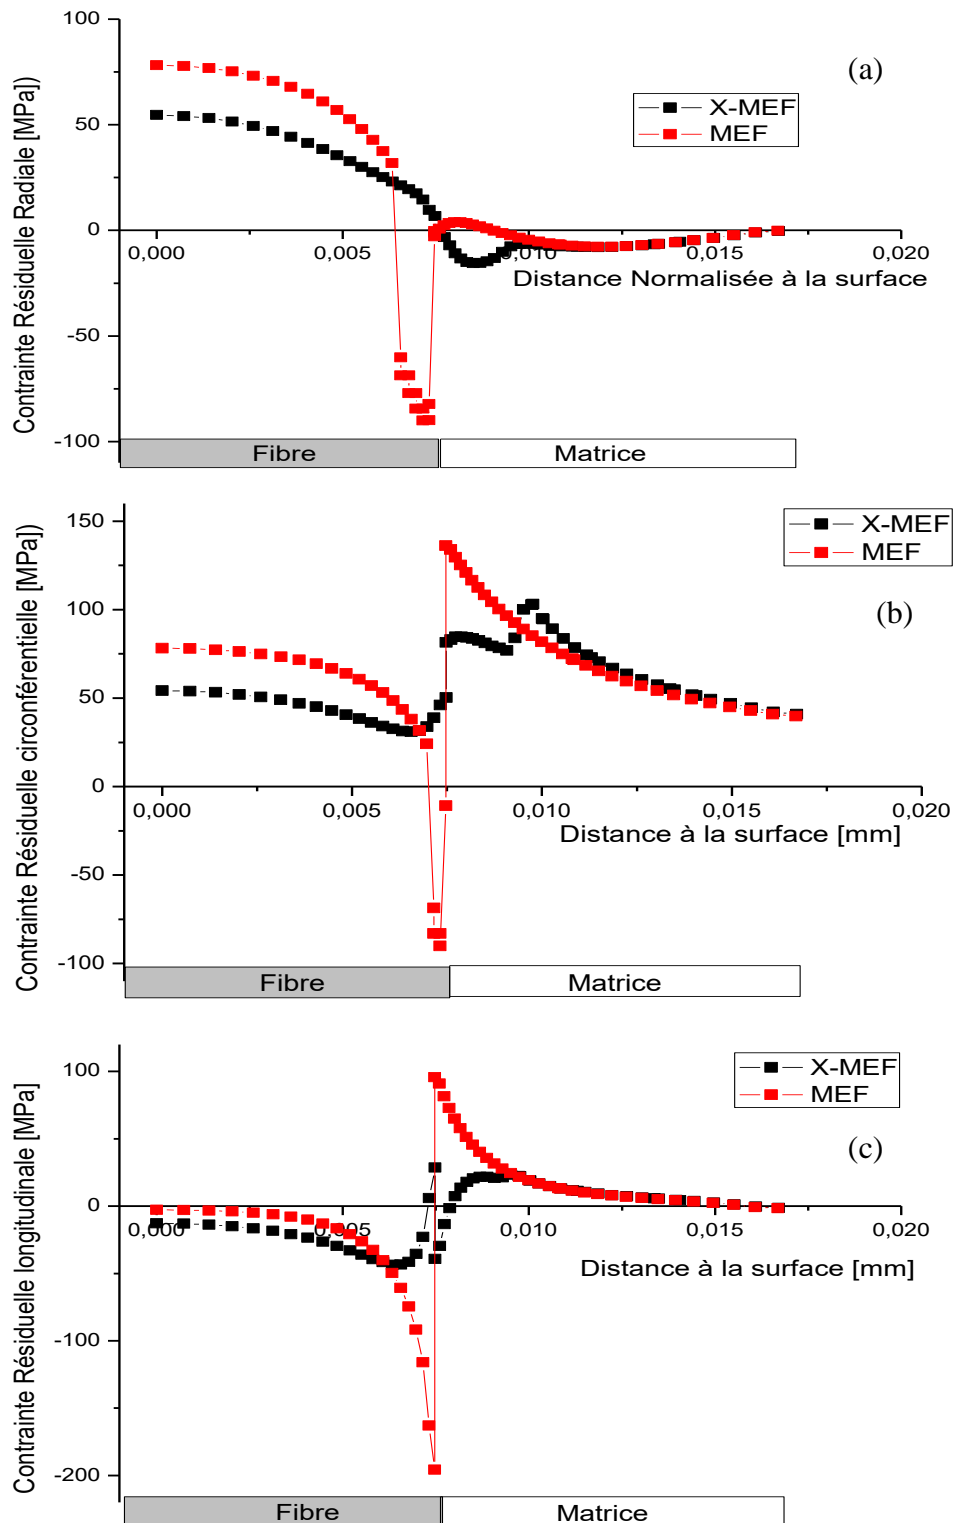 Contrainte Résiduelle Radiale [MPa])
100
50
0
-50
-100
(a)
X-MEF
MEF
0,000
0,005
0,010
0,015
0,020
Distance Normalisée à la surface
Fibre
Matrice
Contrainte Résiduelle circonférentielle [MPa])
150
100
50
0
-50
-100
X-MEF
MEF
(b)
0,000
0,005
0,010
0,015
0,020
Distance à la surface [mm]
Fibre
Matrice
Contrainte Résiduelle longitudinale [MPa]
100
0
-100
-200
X-MEF
MEF
(c)
0,000
0,005
0,010
0,015
0,020
Distance à la surface [mm]
Fibre
Matrice